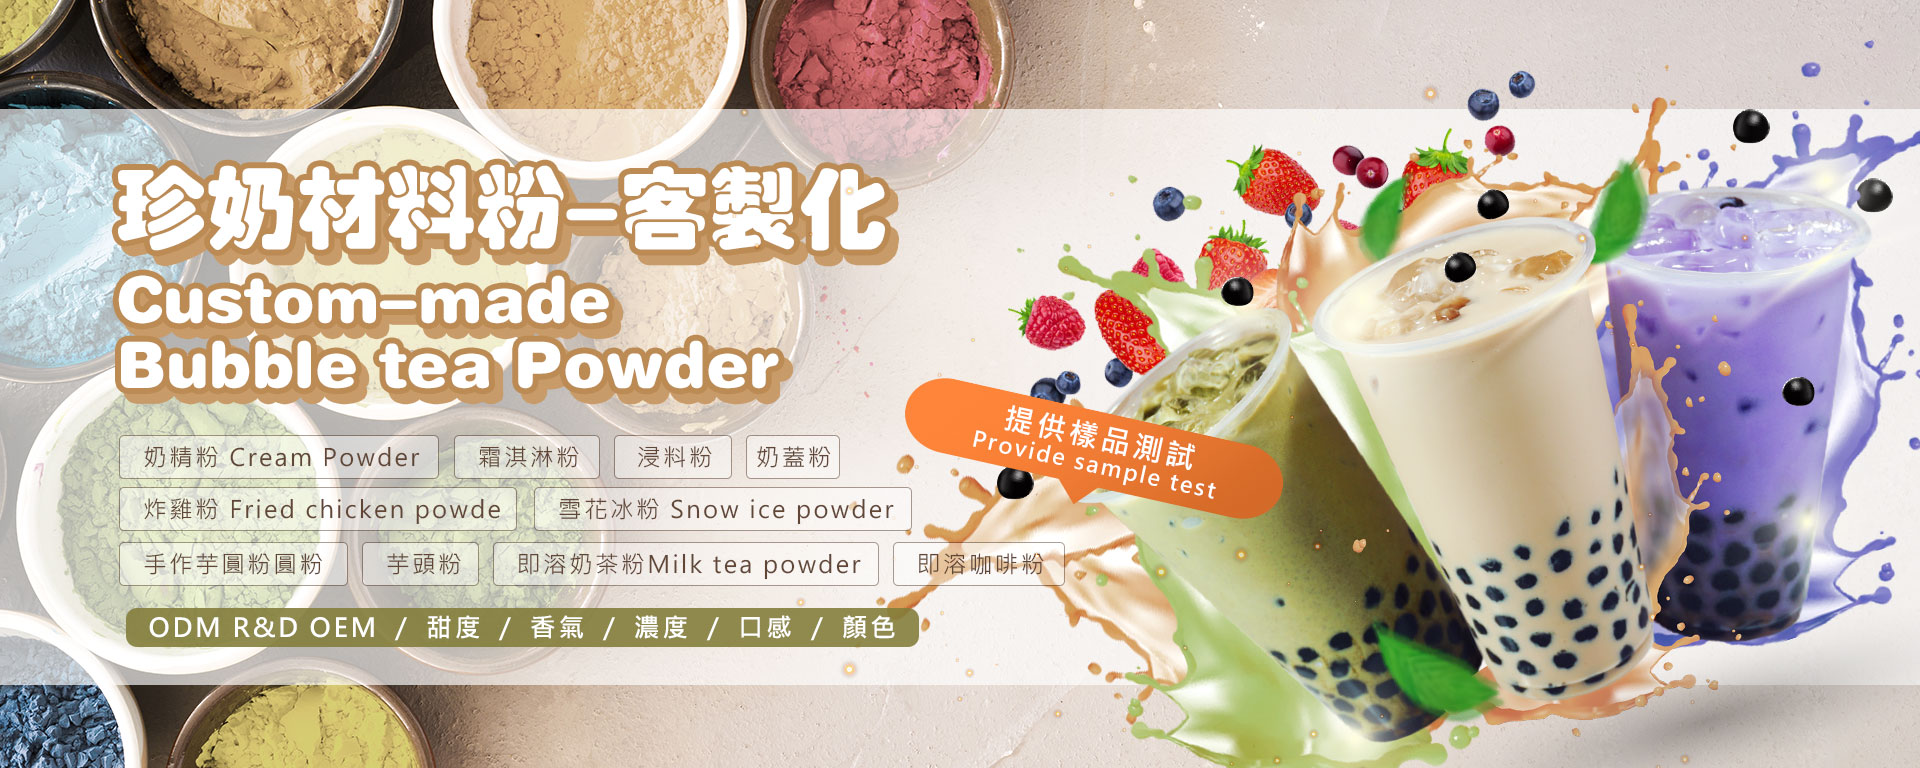 珍奶材料粉-客製化
Custom-made
Bubble tea Powder
奶精粉 Cream Powder
霜淇淋粉
浸料粉
奶蓋粉
炸雞粉 Fried chicken powde
雪花冰粉 Snow ice powder
手作芋圓粉圓粉
芋頭粉
即溶奶茶粉Milk tea powder
即溶咖啡粉
ODM R&D OEM / 甜度 / 香氣 / 濃度 / 口感 / 顏色
提供樣品測試
Provide sample test